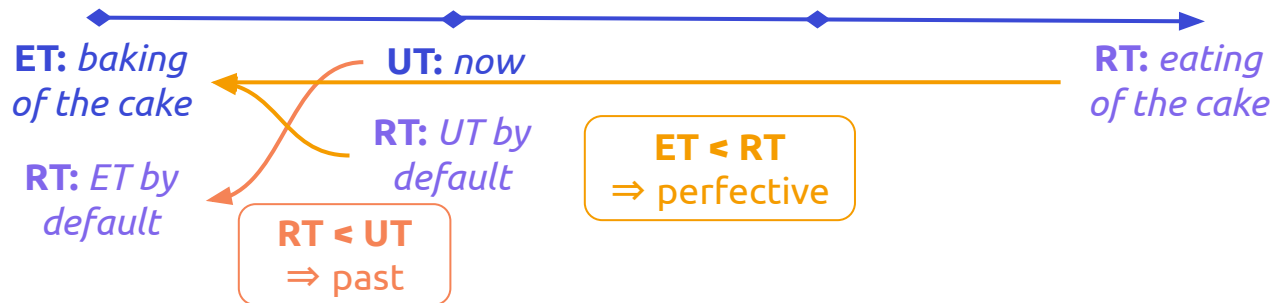 ET: baking
of the cake
UT: now
RT: eating
of the cake
RT: UT by
default
ET < RT
⇒ perfective
RT: ET by
default
RT < UT
⇒ past